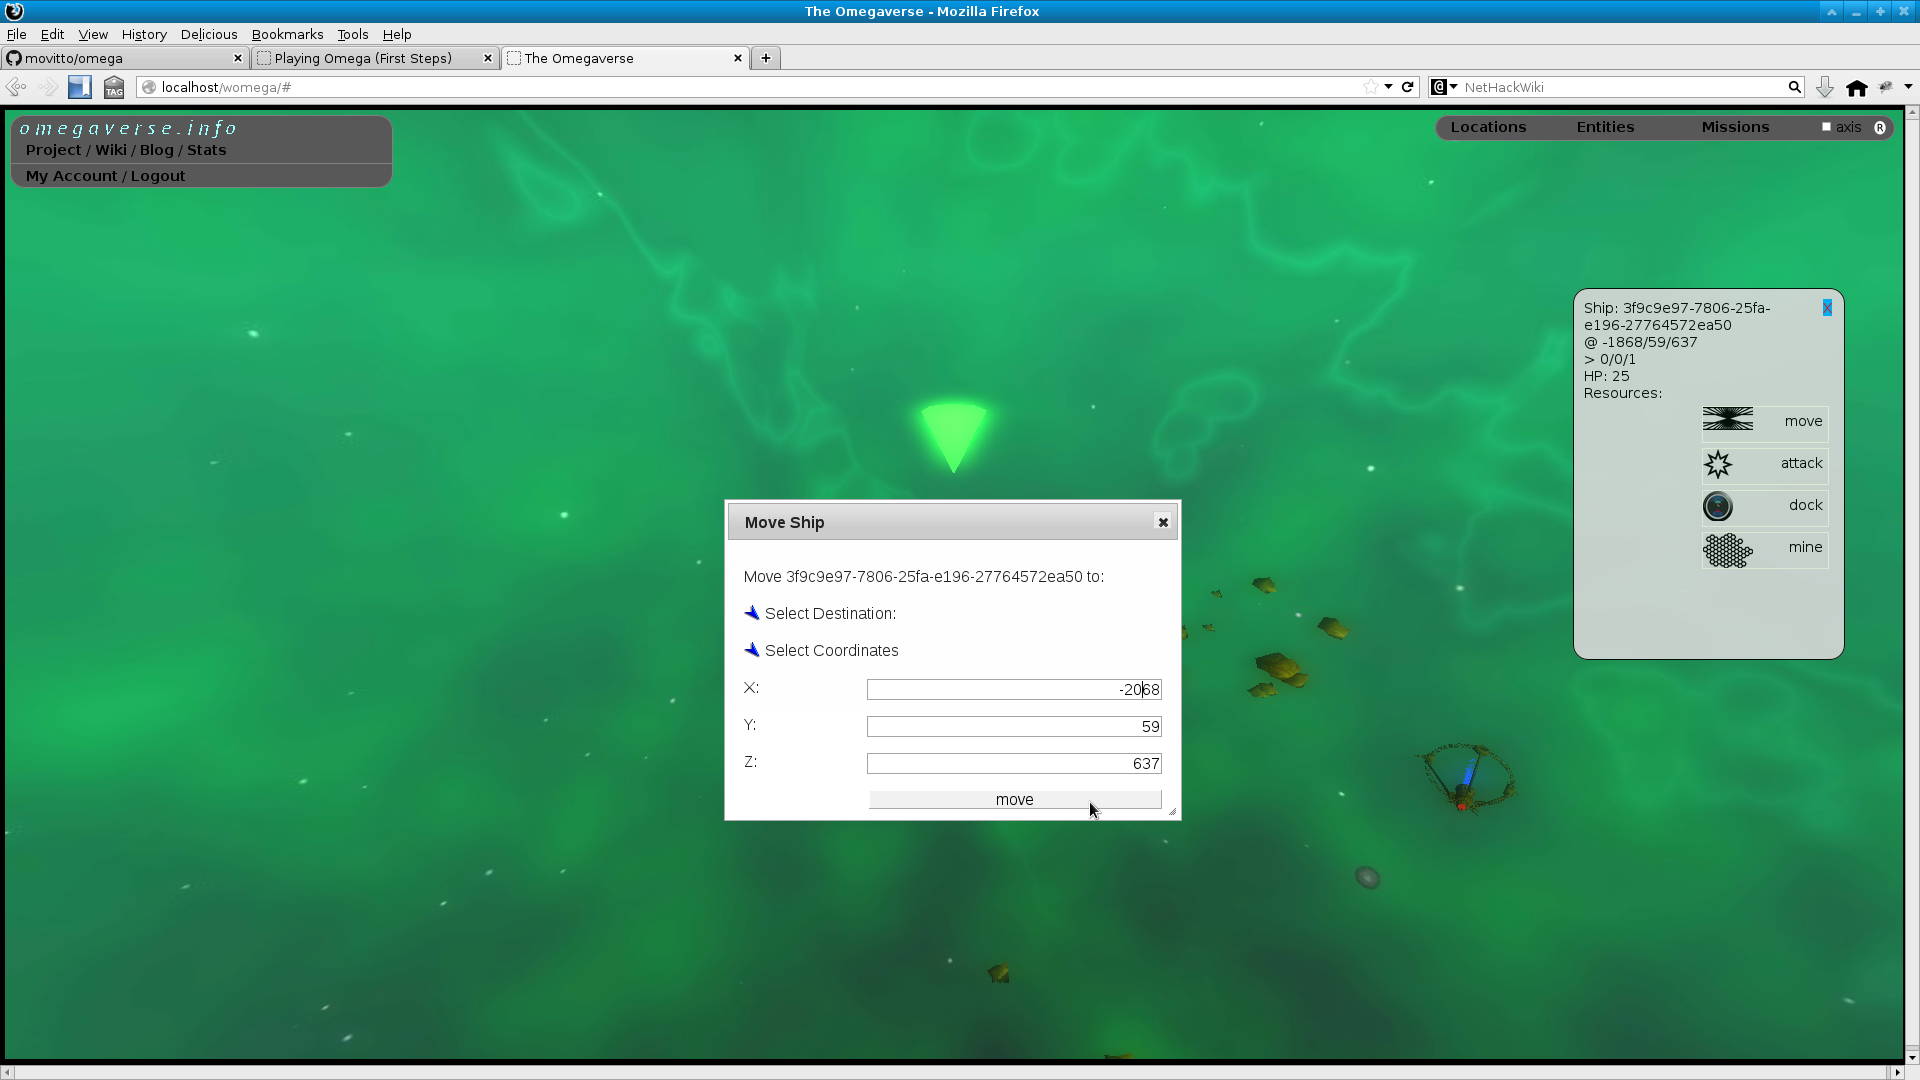 The Omegaverse - Mozilla Firefox
File Edit View History Delicious Bookmarks Tools Help
movitto/omega
Playing Omega (First Steps)
The Omegaverse
TAG
localhost/womega/#
@
NetHackWiki
omegaverse.info
Project / Wiki / Blog / Stats
My Account / Logout
Locations Entities Missions axis R
Ship: 3f9c9e97-7806-25fa-
e196-27764572ea50
X
@ -1868/59/637
> 0/0/1
HP: 25
Resources:
move
attack
dock
mine
Move Ship
Move 3f9c9e97-7806-25fa-e196-27764572ea50 to:
Select Destination:
Select Coordinates
X: -2068
Y: 59
Z: 637
move